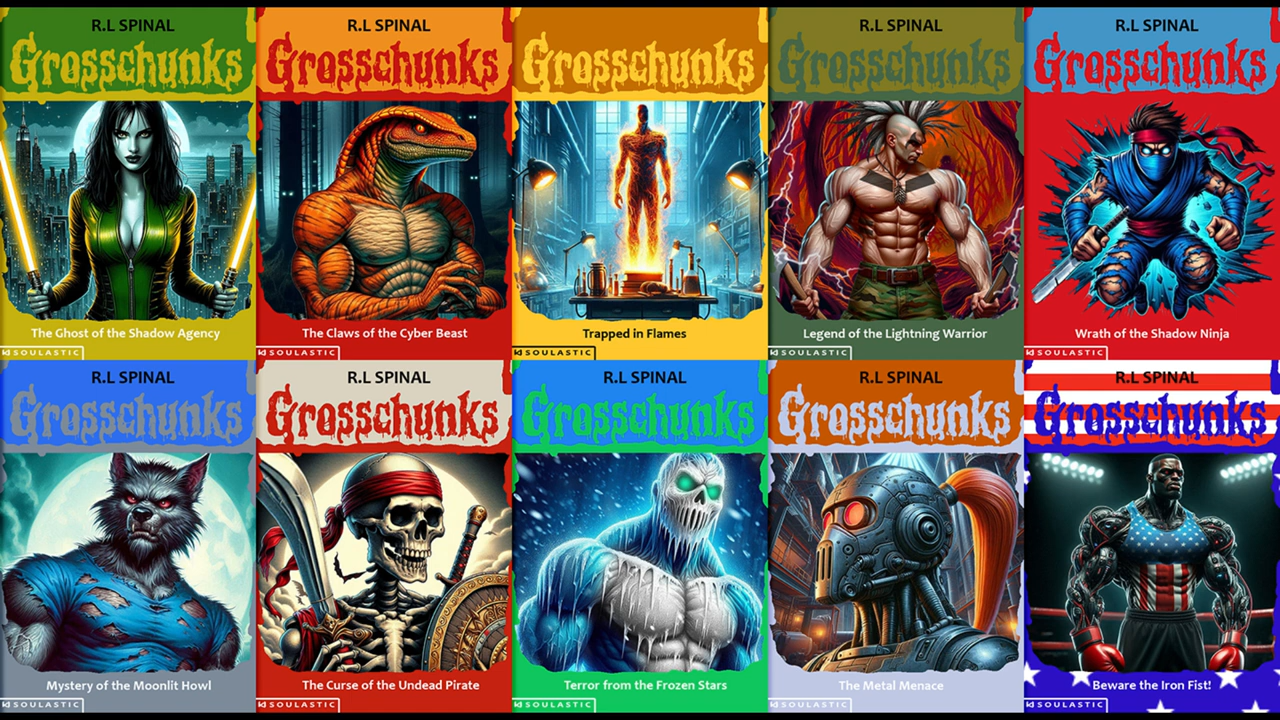 R.L SPINAL
Grosschunks
The Ghost of the Shadow Agency
SOULASTIC
R.L SPINAL
Grosschunks
The Claws of the Cyber Beast
SOULASTIC
Grosschunks
Trapped in Flames
SOULASTIC
R.L SPINAL
Grosschunks
Legend of the Lightning Warrior
SOULASTIC
R.L SPINAL
Grosschunks
Wrath of the Shadow Ninja
SOULASTIC
R.L SPINAL
Grosschunks
Mystery of the Moonlit Howl
SOULASTIC
R.L SPINAL
Grosschunks
The Curse of the Undead Pirate
SOULASTIC
R.L SPINAL
Grosschunks
Terror from the Frozen Stars
SOULASTIC
R.L SPINAL
Grosschunks
The Metal Menace
SOULASTIC
R.L SPINAL
Grosschunks
Beware the Iron Fist!
SOULASTIC